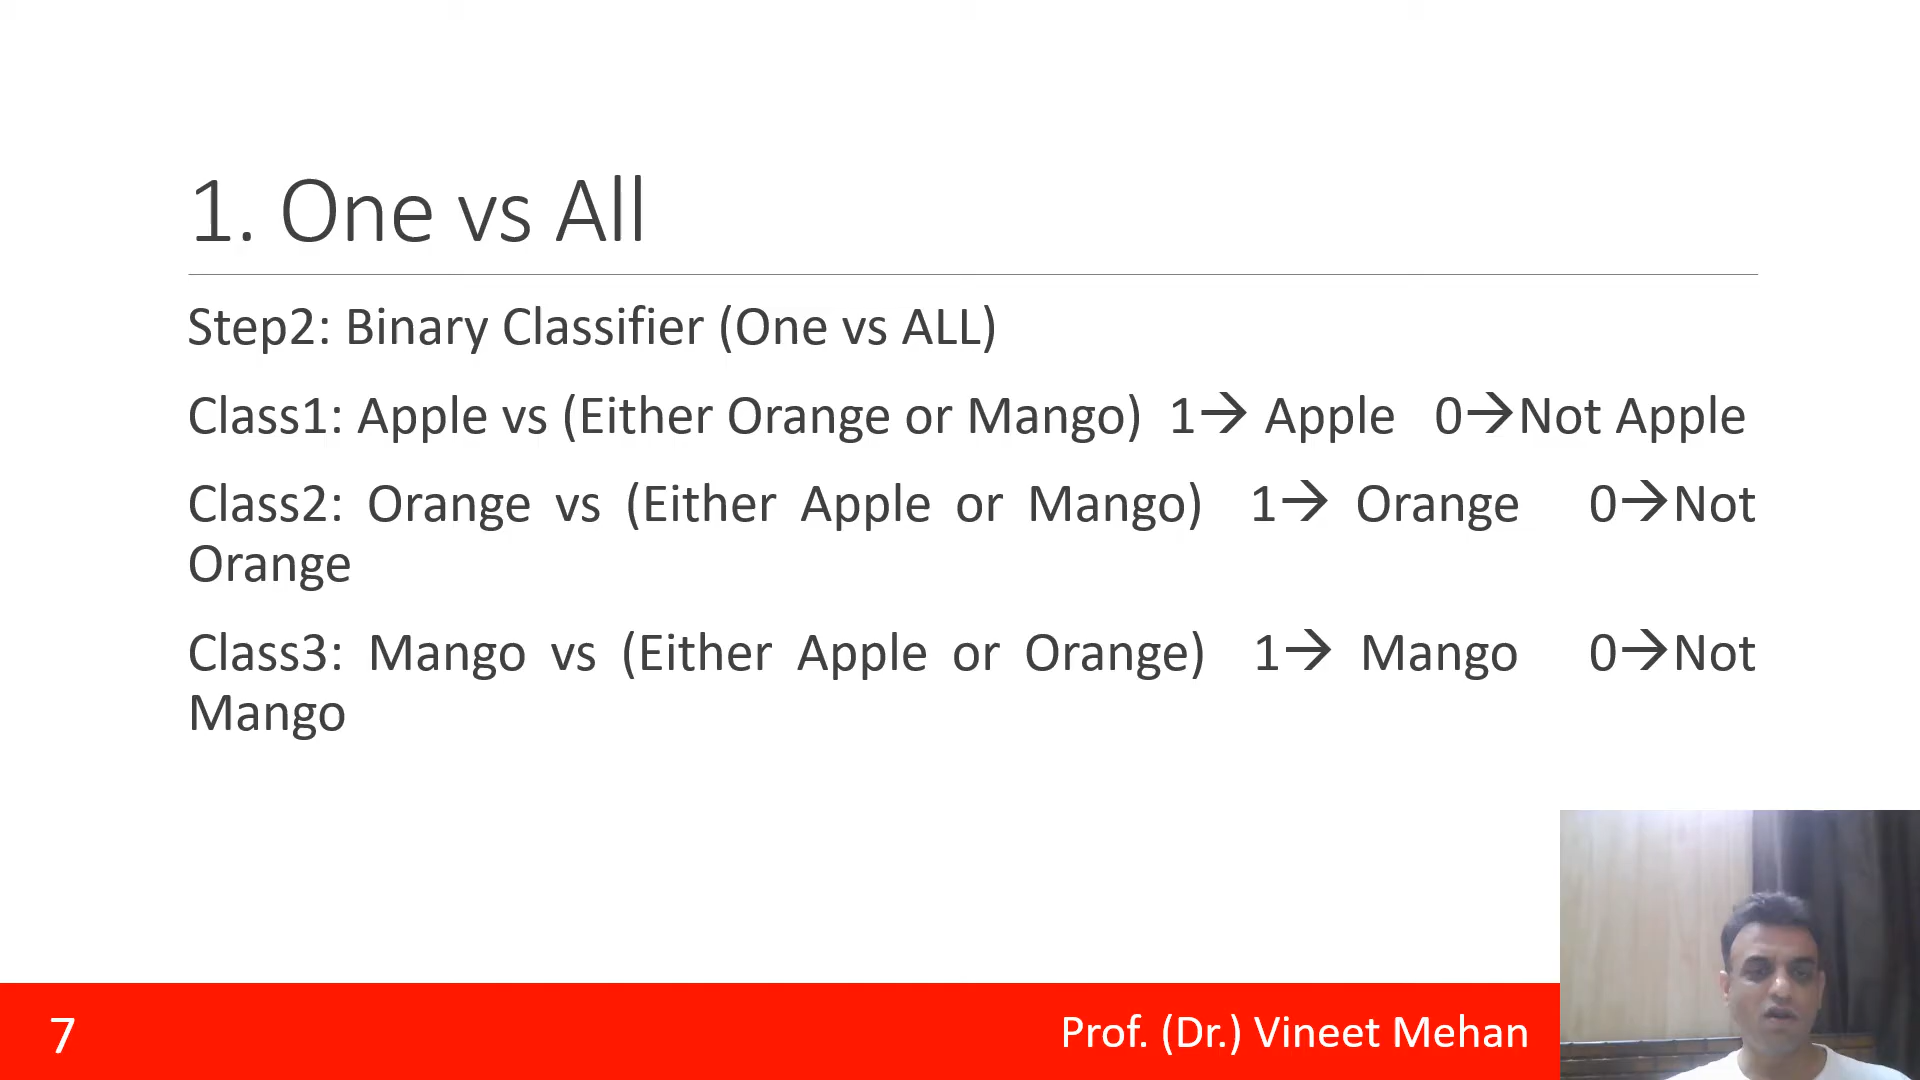 1. One vs All
Step2: Binary Classifier (One vs ALL)
Class1: Apple vs (Either Orange or Mango) 1→ Apple 0→Not Apple
Class2: Orange vs (Either Apple or Mango) 1→ Orange 0→Not
Orange
Class3: Mango vs (Either Apple or Orange) 1→ Mango 0→Not
Mango
7
Prof. (Dr.) Vineet Mehan